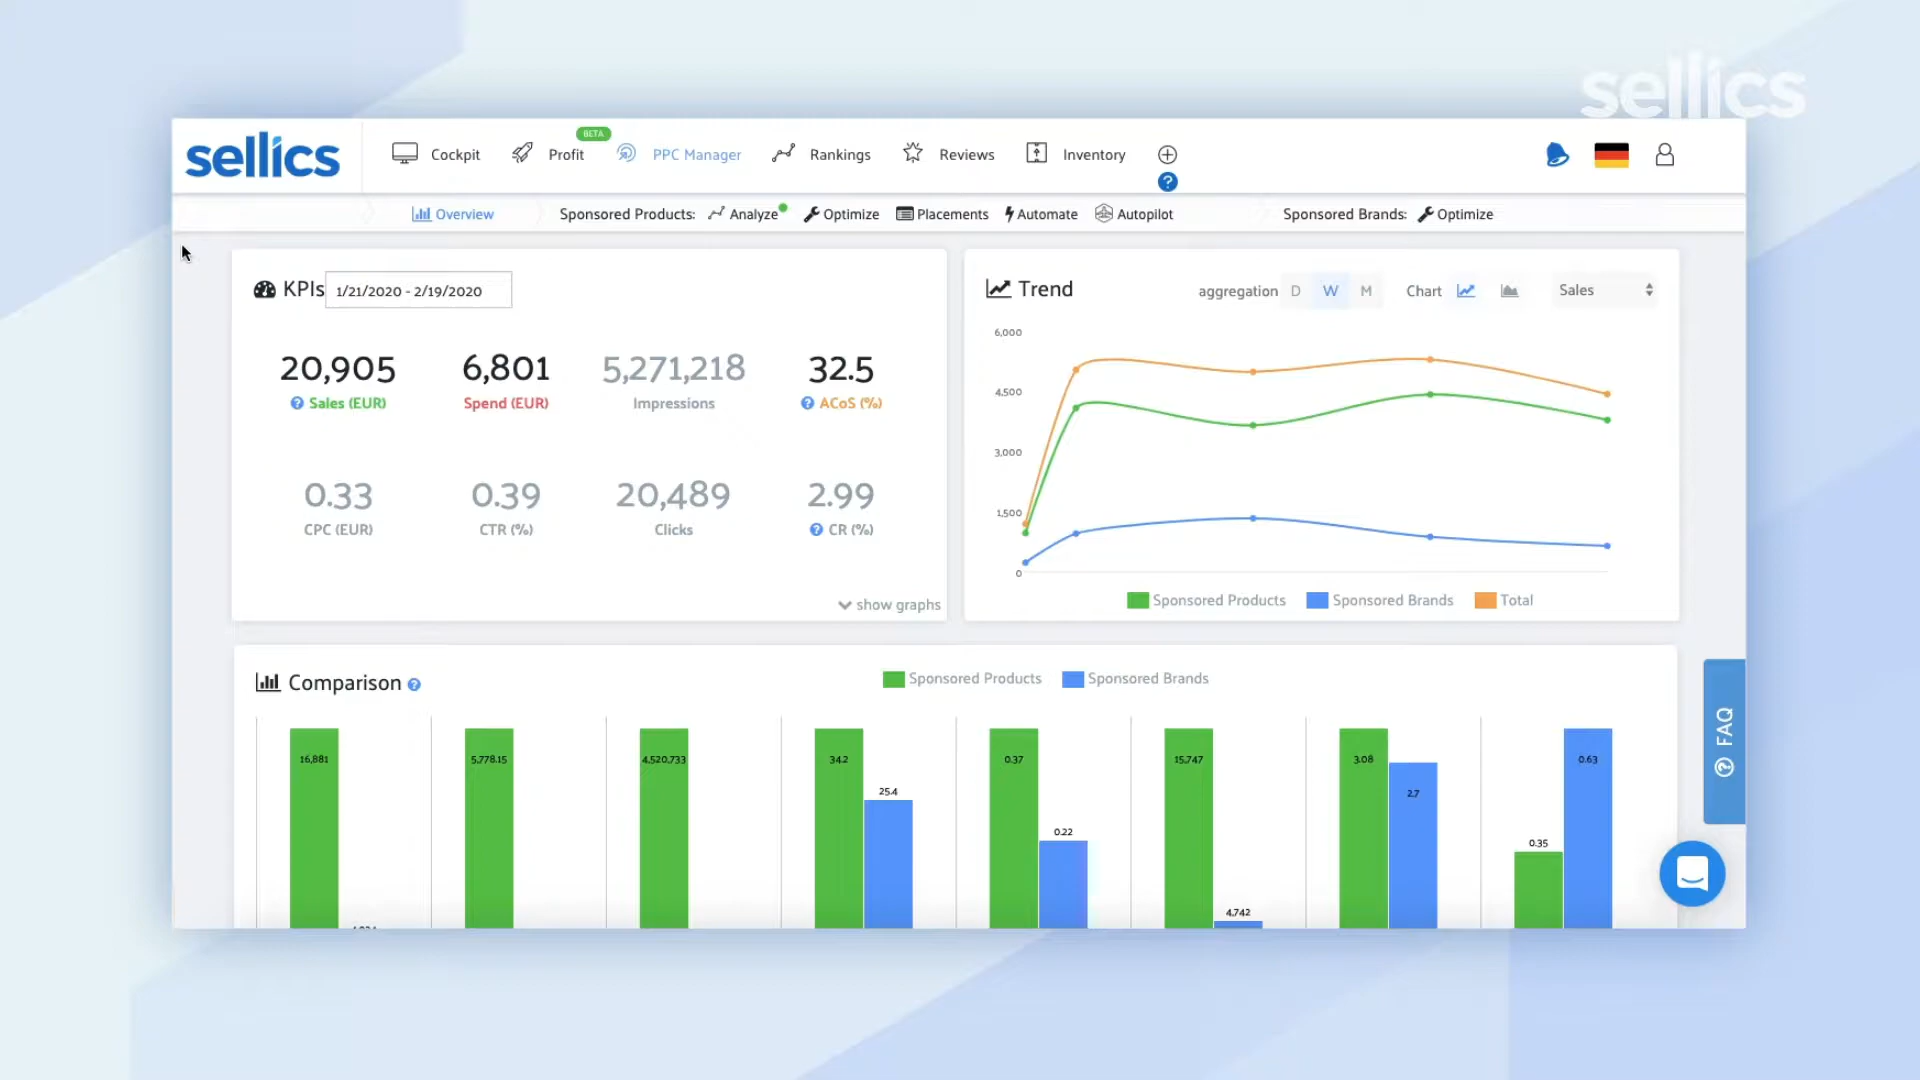 sellics
sellics
Cockpit
BETA
Profit
PPC Manager
Rankings
Reviews
Inventory
?
Overview
Sponsored Products:
Analyze
Optimize
Placements
Automate
Autopilot
Sponsored Brands:
Optimize
KPIs
1/21/2020 - 2/19/2020
20,905
6,801
5,271,218
32.5
? Sales (EUR)
Spend (EUR)
Impressions
? ACoS (%)
0.33
0.39
20,489
2.99
CPC (EUR)
CTR (%)
Clicks
? CR (%)
show graphs
Trend
aggregation D W M
Chart
Sales
6,000
4,500
3,000
1,500
0
Sponsored Products
Sponsored Brands
Total
Comparison ?
Sponsored Products
Sponsored Brands
16,881
5,778.15
4,520,733
34.2
25.4
0.37
0.22
15,747
4,742
3.08
2.7
0.35
0.63
? FAQ